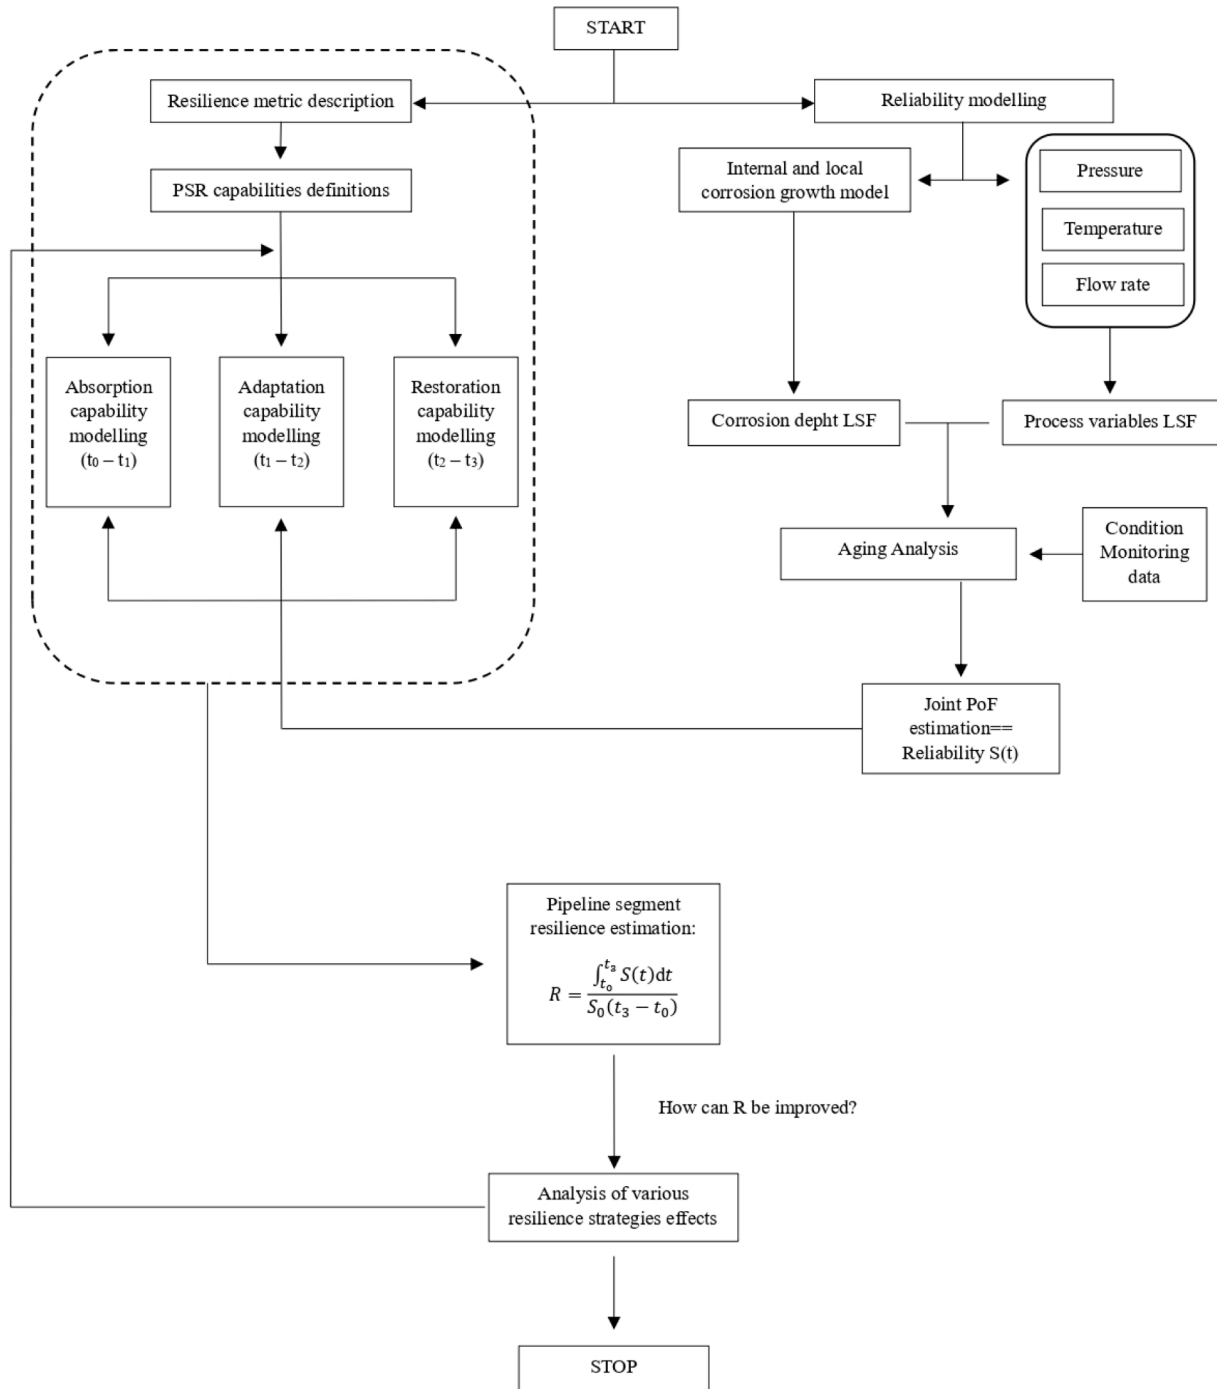 START
Resilience metric description
Reliability modelling
PSR capabilities definitions
Internal and local
corrosion growth model
Pressure
Temperature
Flow rate
Absorption
capability
modelling
(t₀ – t₁)
Adaptation
capability
modelling
(t₁ – t₂)
Restoration
capability
modelling
(t₂ – t₃)
Corrosion depht LSF
Process variables LSF
Aging Analysis
Condition
Monitoring
data
Joint PoF
estimation==
Reliability S(t)
Pipeline segment
resilience estimation:
R = ∫_{t₀}^{t₃} S(t)dt / S₀(t₃ − t₀)
How can R be improved?
Analysis of various
resilience strategies effects
STOP